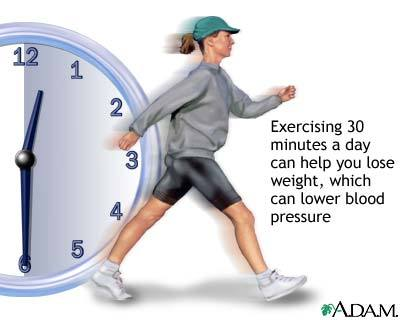 12
1
2
3
4
5
6
Exercising 30
minutes a day
can help you lose
weight, which
can lower blood
pressure
A.D.A.M.